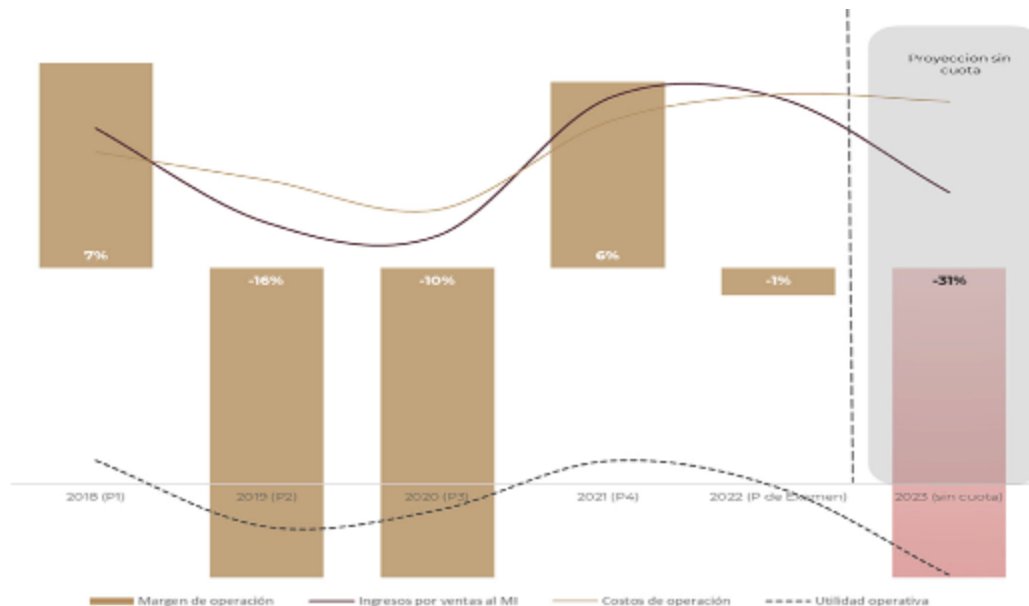 Proyección sin
cuota
7%
-16%
-10%
6%
-1%
-31%
2018 (P1)
2019 (P2)
2020 (P3)
2021 (P4)
2022 (P de Examen)
2023 (sin cuota)
Margen de operación
Ingresos por ventas al MI
Costos de operación
Utilidad operativa